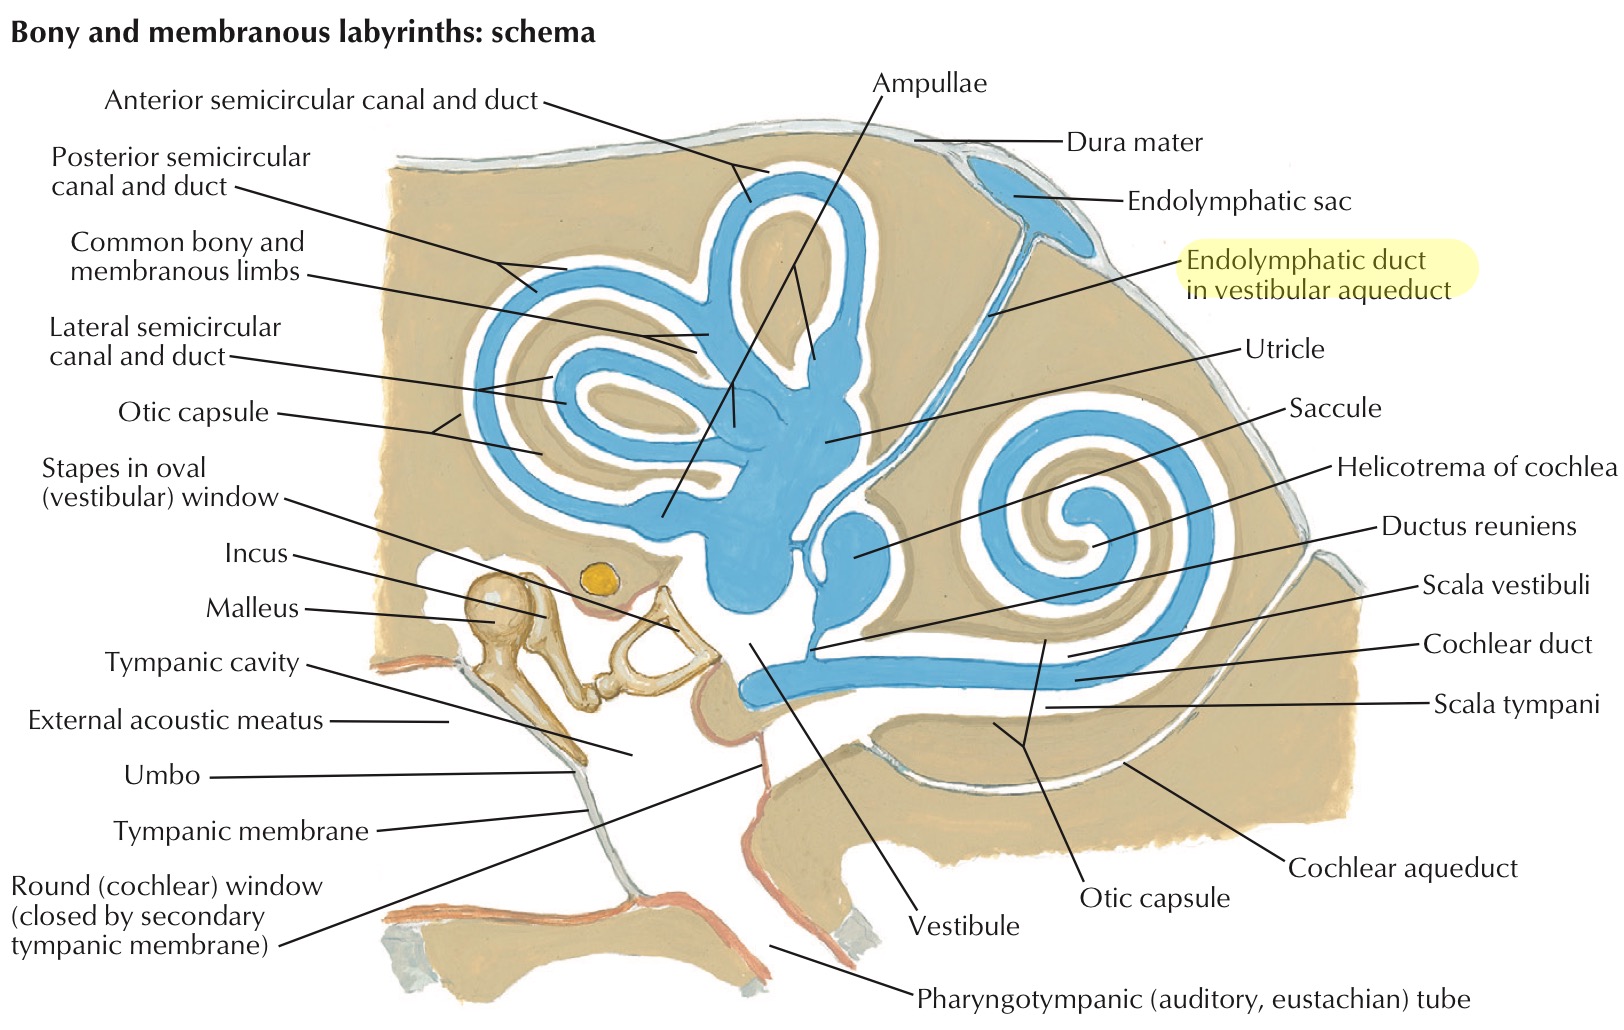 Bony and membranous labyrinths: schema
Anterior semicircular canal and duct
Posterior semicircular
canal and duct
Common bony and
membranous limbs
Lateral semicircular
canal and duct
Otic capsule
Stapes in oval
(vestibular) window
Incus
Malleus
Tympanic cavity
External acoustic meatus
Umbo
Tympanic membrane
Round (cochlear) window
(closed by secondary
tympanic membrane)
Ampullae
Dura mater
Endolymphatic sac
Endolymphatic duct
in vestibular aqueduct
Utricle
Saccule
Helicotrema of cochlea
Ductus reuniens
Scala vestibuli
Cochlear duct
Scala tympani
Cochlear aqueduct
Otic capsule
Vestibule
Pharyngotympanic (auditory, eustachian) tube